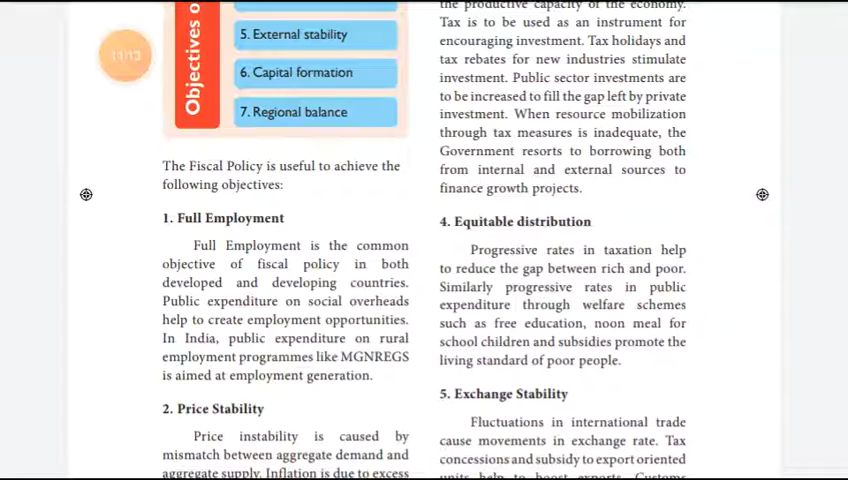 Objectives o
5. External stability
6. Capital formation
7. Regional balance
11/13
The Fiscal Policy is useful to achieve the
following objectives:
1. Full Employment
Full Employment is the common
objective of fiscal policy in both
developed and developing countries.
Public expenditure on social overheads
help to create employment opportunities.
In India, public expenditure on rural
employment programmes like MGNREGS
is aimed at employment generation.
2. Price Stability
Price instability is caused by
mismatch between aggregate demand and
aggregate supply. Inflation is due to excess
the productive capacity of the economy.
Tax is to be used as an instrument for
encouraging investment. Tax holidays and
tax rebates for new industries stimulate
investment. Public sector investments are
to be increased to fill the gap left by private
investment. When resource mobilization
through tax measures is inadequate, the
Government resorts to borrowing both
from internal and external sources to
finance growth projects.
4. Equitable distribution
Progressive rates in taxation help
to reduce the gap between rich and poor.
Similarly progressive rates in public
expenditure through welfare schemes
such as free education, noon meal for
school children and subsidies promote the
living standard of poor people.
5. Exchange Stability
Fluctuations in international trade
cause movements in exchange rate. Tax
concessions and subsidy to export oriented
units help to boost exports. Customs